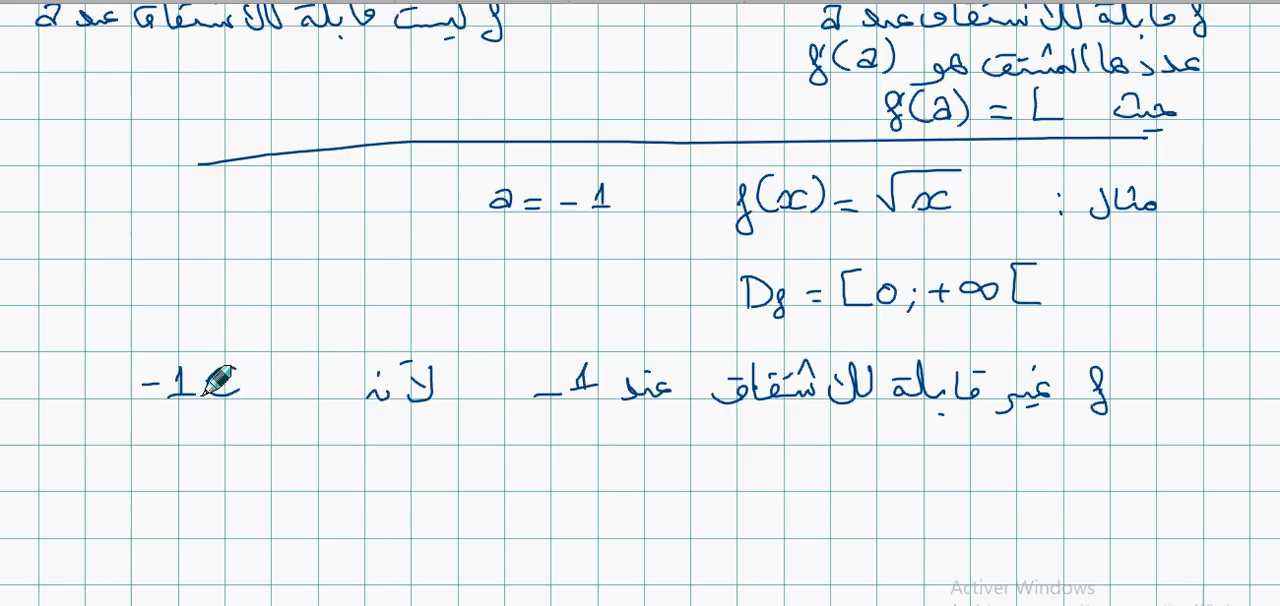 f قابلة للاشتقاق عند a
f ليست قابلة للاشتقاق عند a
عددها المشتق هو f'(a)
حيث f'(a) = L
مثال : f(x) = √x a = -1
Df = [0 ; +∞[
f غير قابلة للاشتقاق عند -1 لأنه -1
Activer Windows